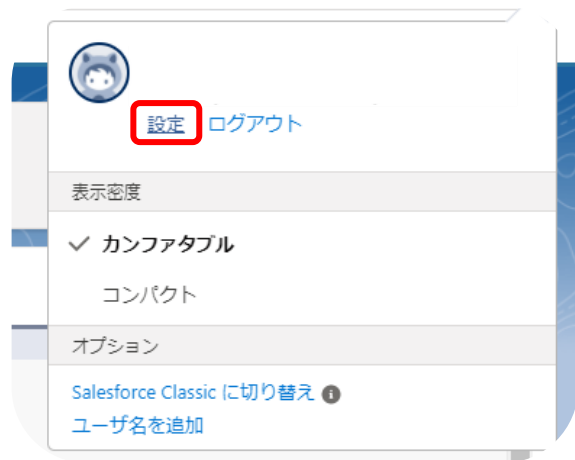 設定 ログアウト
表示密度
カンファタブル
コンパクト
オプション
Salesforce Classic に切り替え
ユーザ名を追加